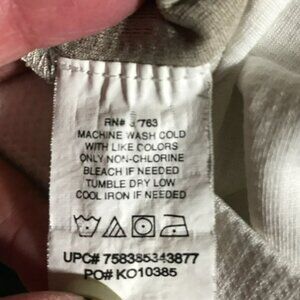 RN#
MACHINE WASH COLD
WITH LIKE COLORS
ONLY NON-CHLORINE
BLEACH IF NEEDED
TUMBLE DRY LOW
COOL IRON IF NEEDED
UPC# 758385343877
PO# KO10385